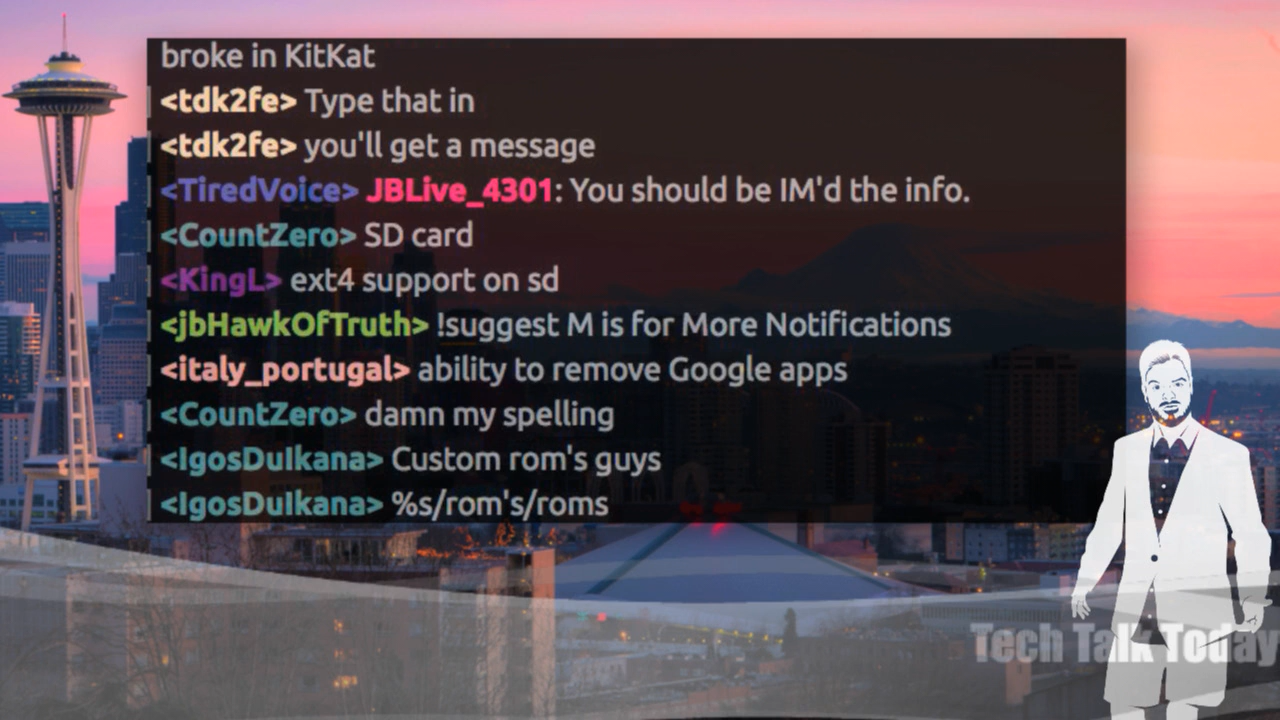 broke in KitKat
<tdk2fe> Type that in
<tdk2fe> you'll get a message
<TiredVoice> JBLive_4301: You should be IM'd the info.
<CountZero> SD card
<KingL> ext4 support on sd
<jbHawkOfTruth> !suggest M is for More Notifications
<italy_portugal> ability to remove Google apps
<CountZero> damn my spelling
<IgosDuIkana> Custom rom's guys
<IgosDuIkana> %s/rom's/roms
Tech Talk Today